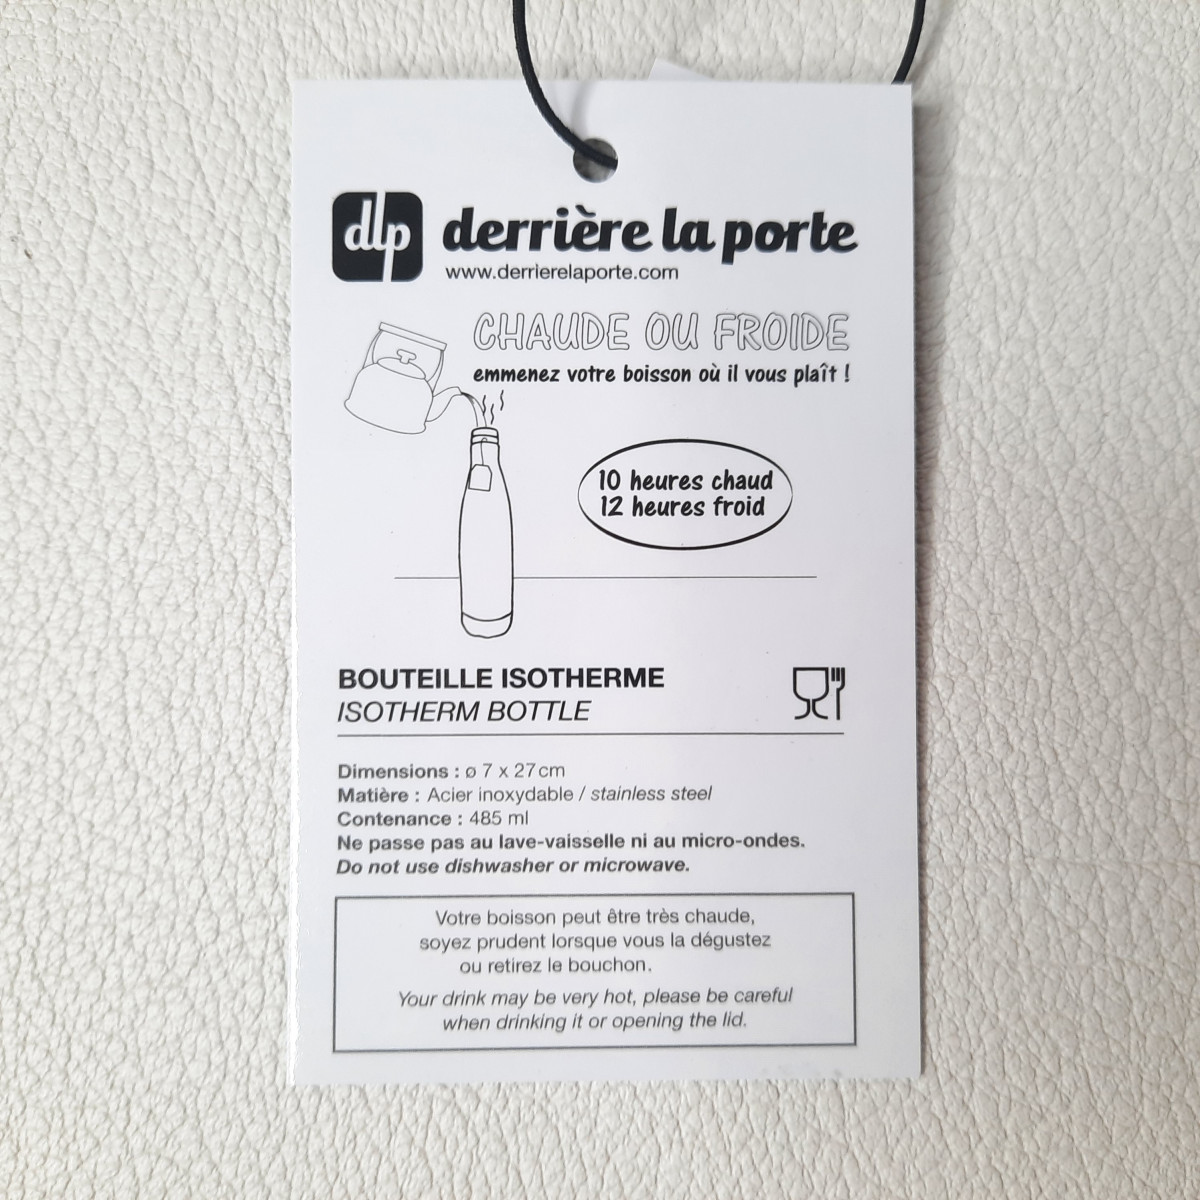 dlp derrière la porte
www.derrierelaporte.com
CHAUDE OU FROIDE
emmenez votre boisson où il vous plaît !
10 heures chaud
12 heures froid
BOUTEILLE ISOTHERME
ISOTHERM BOTTLE
Dimensions : ø 7 x 27cm
Matière : Acier inoxydable / stainless steel
Contenance : 485 ml
Ne passe pas au lave-vaisselle ni au micro-ondes.
Do not use dishwasher or microwave.
Votre boisson peut être très chaude,
soyez prudent lorsque vous la dégustez
ou retirez le bouchon.
Your drink may be very hot, please be careful
when drinking it or opening the lid.